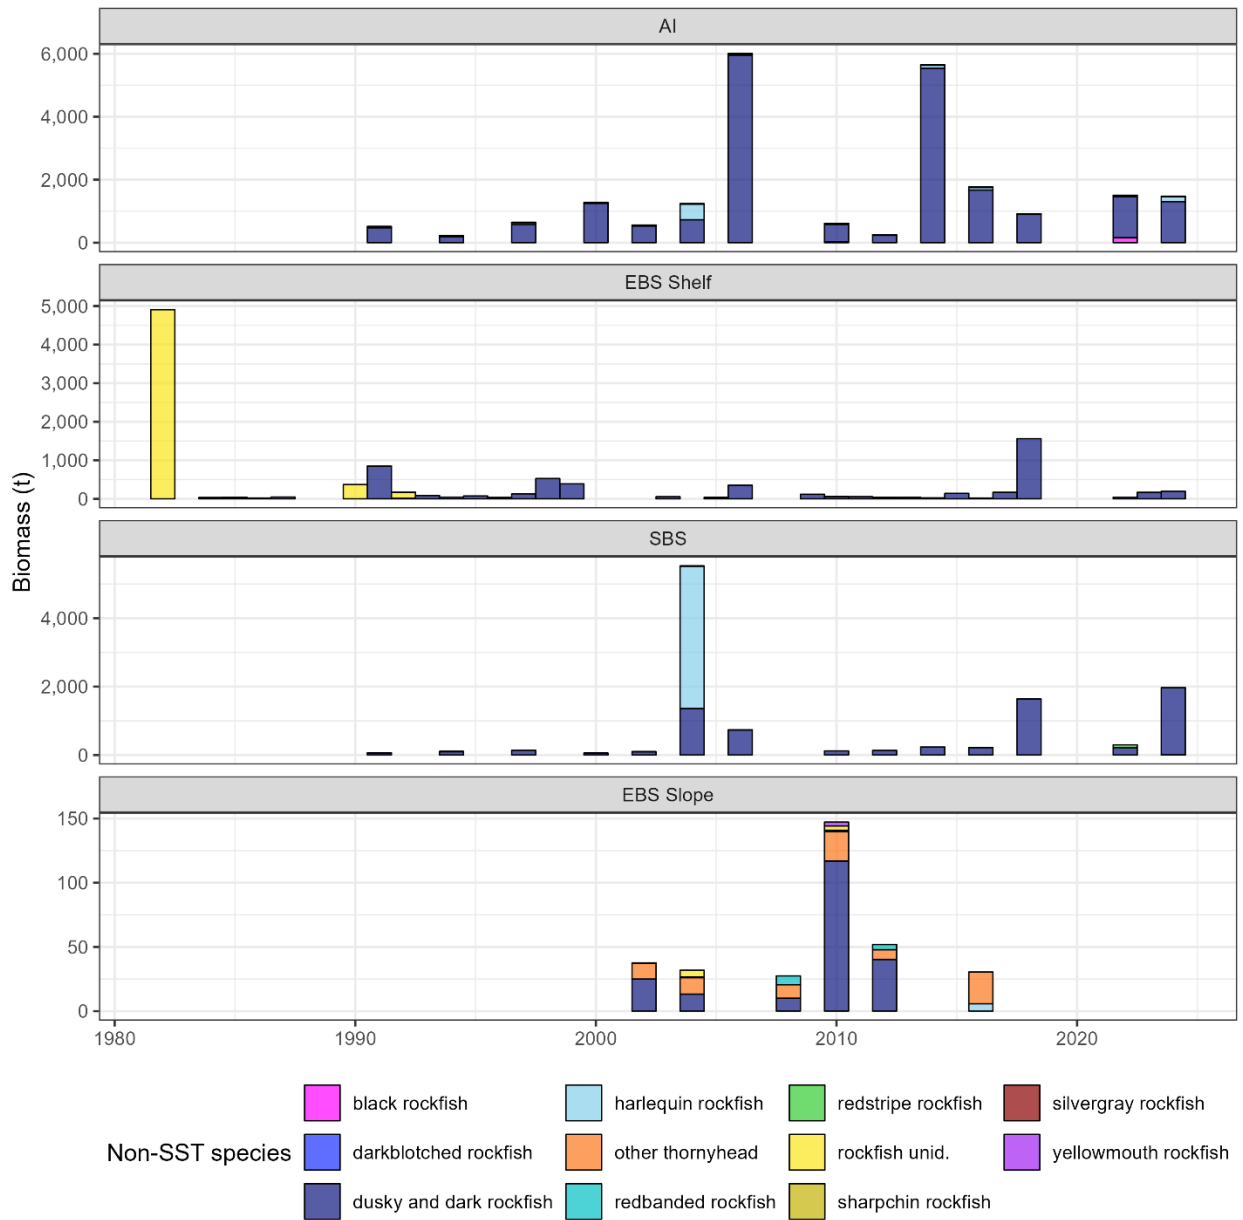 AI
6,000
4,000
2,000
0
EBS Shelf
5,000
4,000
3,000
2,000
1,000
0
SBS
4,000
2,000
0
EBS Slope
150
100
50
0
1980 1990 2000 2010 2020
Biomass (t)
Non-SST species
black rockfish
darkblotched rockfish
dusky and dark rockfish
harlequin rockfish
other thornyhead
redbanded rockfish
redstripe rockfish
rockfish unid.
sharpchin rockfish
silvergray rockfish
yellowmouth rockfish